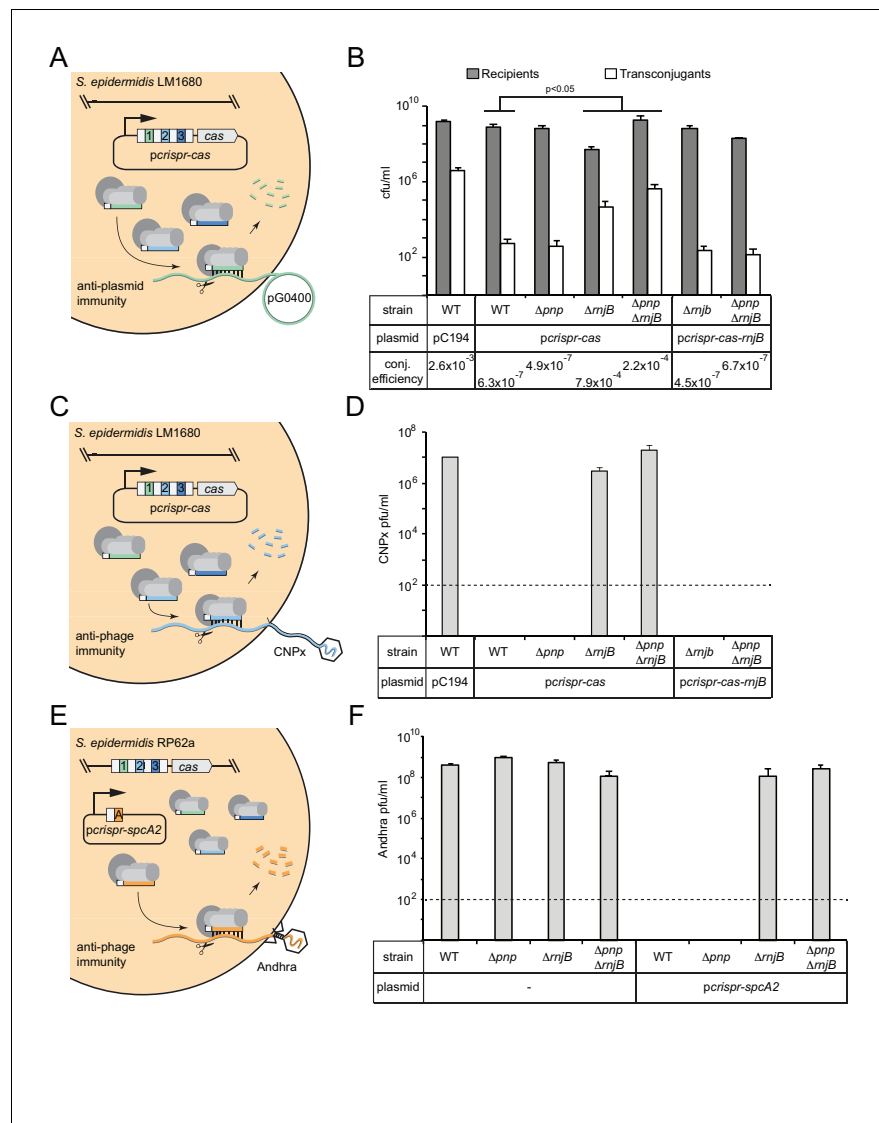 A
S. epidermidis LM1680
1 2 3 cas
pcrispr-cas
anti-plasmid
immunity
pG0400
B
Recipients Transconjugants
p<0.05
10^10
10^6
10^2
cfu/ml
strain WT WT Δpnp ΔrnjB Δpnp ΔrnjB Δrnjb Δpnp ΔrnjB
plasmid pC194 pcrispr-cas pcrispr-cas-rnjB
conj. efficiency 2.6x10^-3 6.3x10^-7 4.9x10^-7 7.9x10^-4 2.2x10^-4 4.5x10^-7 6.7x10^-7
C
S. epidermidis LM1680
1 2 3 cas
pcrispr-cas
anti-phage
immunity
CNPx
D
10^8
10^6
10^4
10^2
CNPx pfu/ml
strain WT WT Δpnp ΔrnjB Δpnp ΔrnjB Δrnjb Δpnp ΔrnjB
plasmid pC194 pcrispr-cas pcrispr-cas-rnjB
E
S. epidermidis RP62a
1 2 3 cas
A
pcrispr-spcA2
anti-phage
immunity
Andhra
F
10^10
10^8
10^6
10^4
10^2
Andhra pfu/ml
strain WT Δpnp ΔrnjB Δpnp ΔrnjB WT Δpnp ΔrnjB Δpnp ΔrnjB
plasmid - pcrispr-spcA2